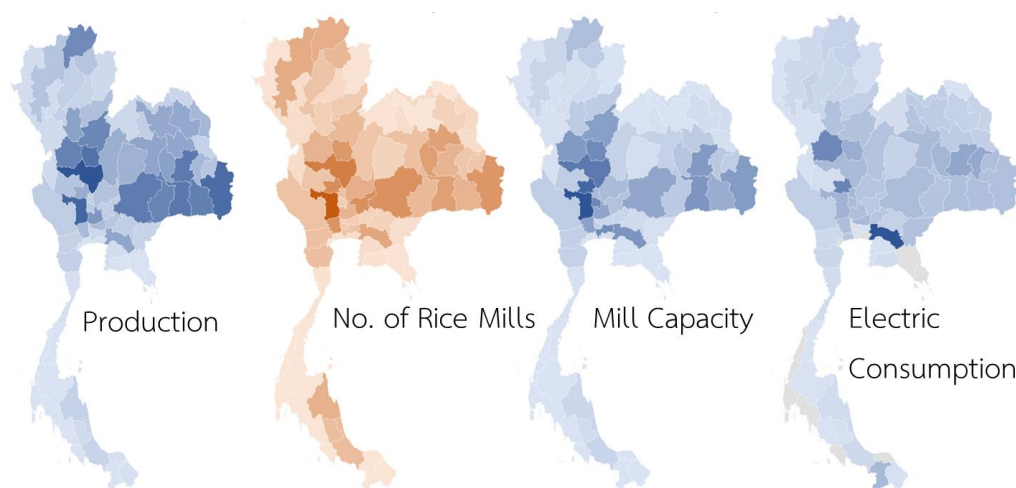 Production
No. of Rice Mills
Mill Capacity
Electric
Consumption